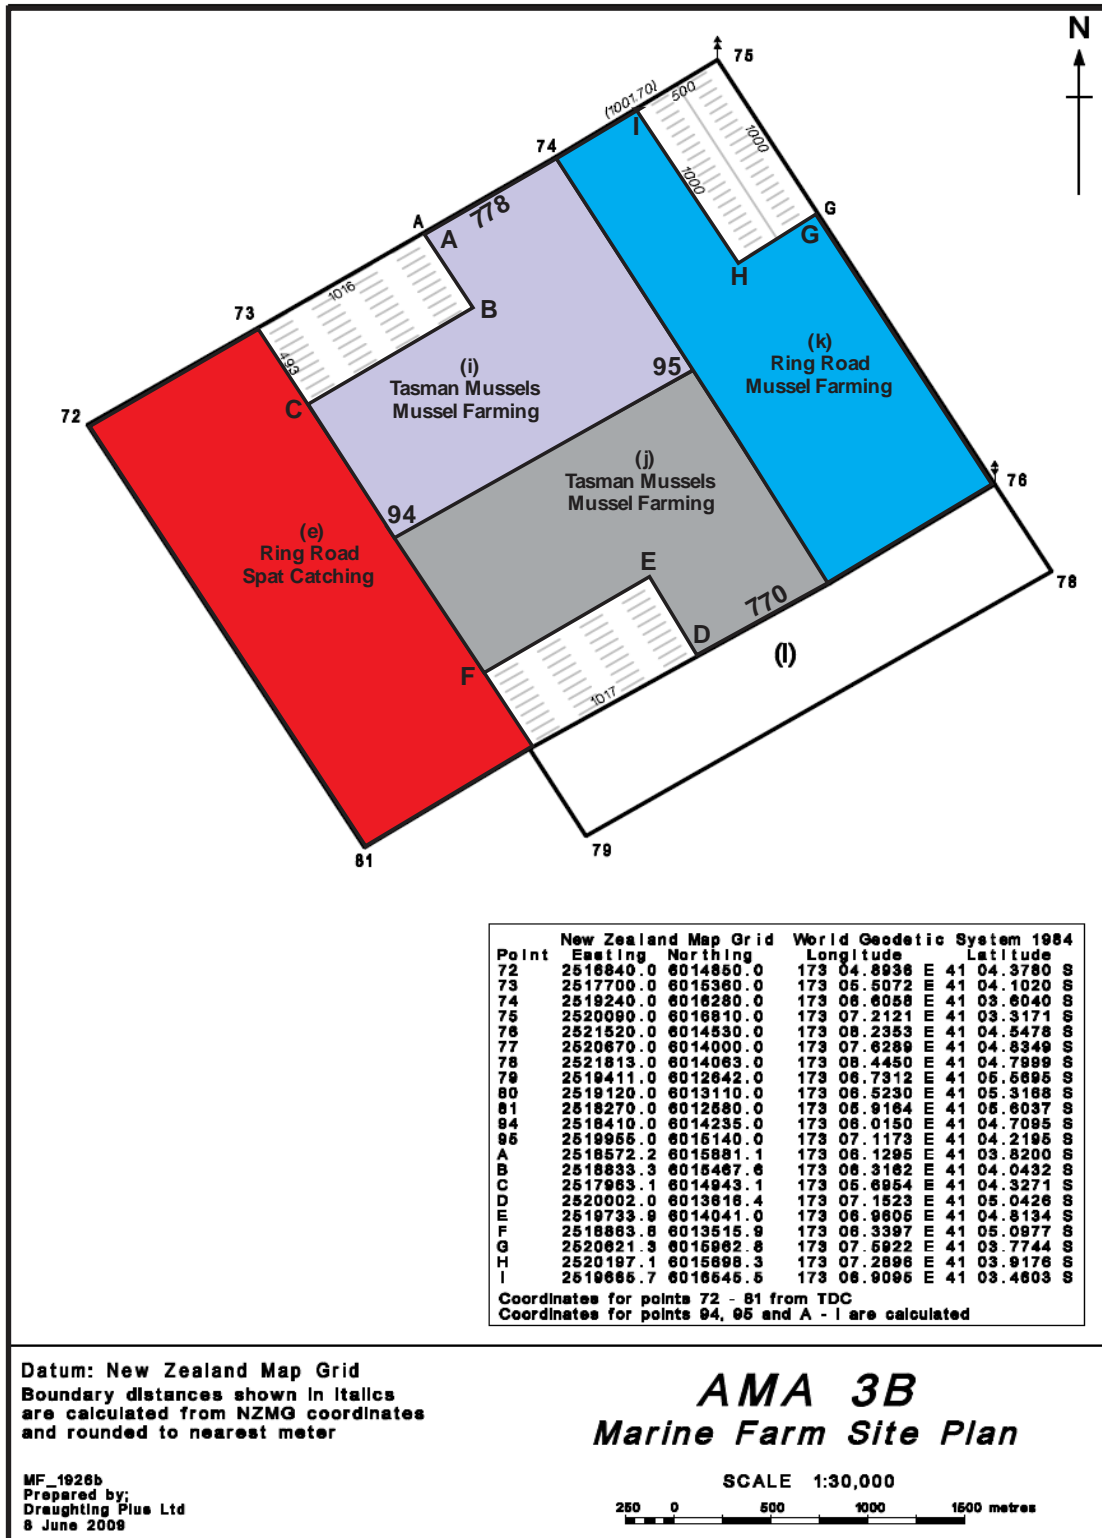 N
75
(1001.70)
500
I
74
1000
1000
778
A
A
G
G
H
73
1016
B
493
(k)
Ring Road
Mussel Farming
(i)
Tasman Mussels
Mussel Farming
95
C
72
(j)
Tasman Mussels
Mussel Farming
76
94
(e)
Ring Road
Spat Catching
E
78
770
D
(l)
F
1017
79
81
New Zealand Map Grid World Geodetic System 1984
Point Easting Northing Longitude Latitude
72 2516840.0 6014850.0 173 04.8936 E 41 04.3780 S
73 2517700.0 6015360.0 173 05.5072 E 41 04.1020 S
74 2519240.0 6016280.0 173 06.6058 E 41 03.6040 S
75 2520090.0 6016810.0 173 07.2121 E 41 03.3171 S
76 2521520.0 6014530.0 173 08.2353 E 41 04.5478 S
77 2520670.0 6014000.0 173 07.6289 E 41 04.8349 S
78 2521813.0 6014063.0 173 08.4450 E 41 04.7999 S
79 2519411.0 6012642.0 173 06.7312 E 41 05.5695 S
80 2519120.0 6013110.0 173 06.5230 E 41 05.3168 S
81 2518270.0 6012580.0 173 05.9164 E 41 05.6037 S
94 2518410.0 6014235.0 173 06.0150 E 41 04.7095 S
95 2519955.0 6015140.0 173 07.1173 E 41 04.2195 S
A 2518572.2 6015881.1 173 06.1295 E 41 03.8200 S
B 2518833.3 6015467.6 173 06.3162 E 41 04.0432 S
C 2517963.1 6014943.1 173 05.6954 E 41 04.3271 S
D 2520002.0 6013616.4 173 07.1523 E 41 05.0426 S
E 2519733.9 6014041.0 173 06.9605 E 41 04.8134 S
F 2518863.6 6013515.9 173 06.3397 E 41 05.0977 S
G 2520621.3 6015962.8 173 07.5922 E 41 03.7744 S
H 2520197.1 6015698.3 173 07.2896 E 41 03.9176 S
I 2519665.7 6016545.5 173 06.9095 E 41 03.4603 S
Coordinates for points 72 - 81 from TDC
Coordinates for points 94, 95 and A - I are calculated
Datum: New Zealand Map Grid
Boundary distances shown in italics
are calculated from NZMG coordinates
and rounded to nearest meter
MF_1926b
Prepared by;
Draughting Plus Ltd
8 June 2009
AMA 3B
Marine Farm Site Plan
SCALE 1:30,000
250 0 500 1000 1500 metres